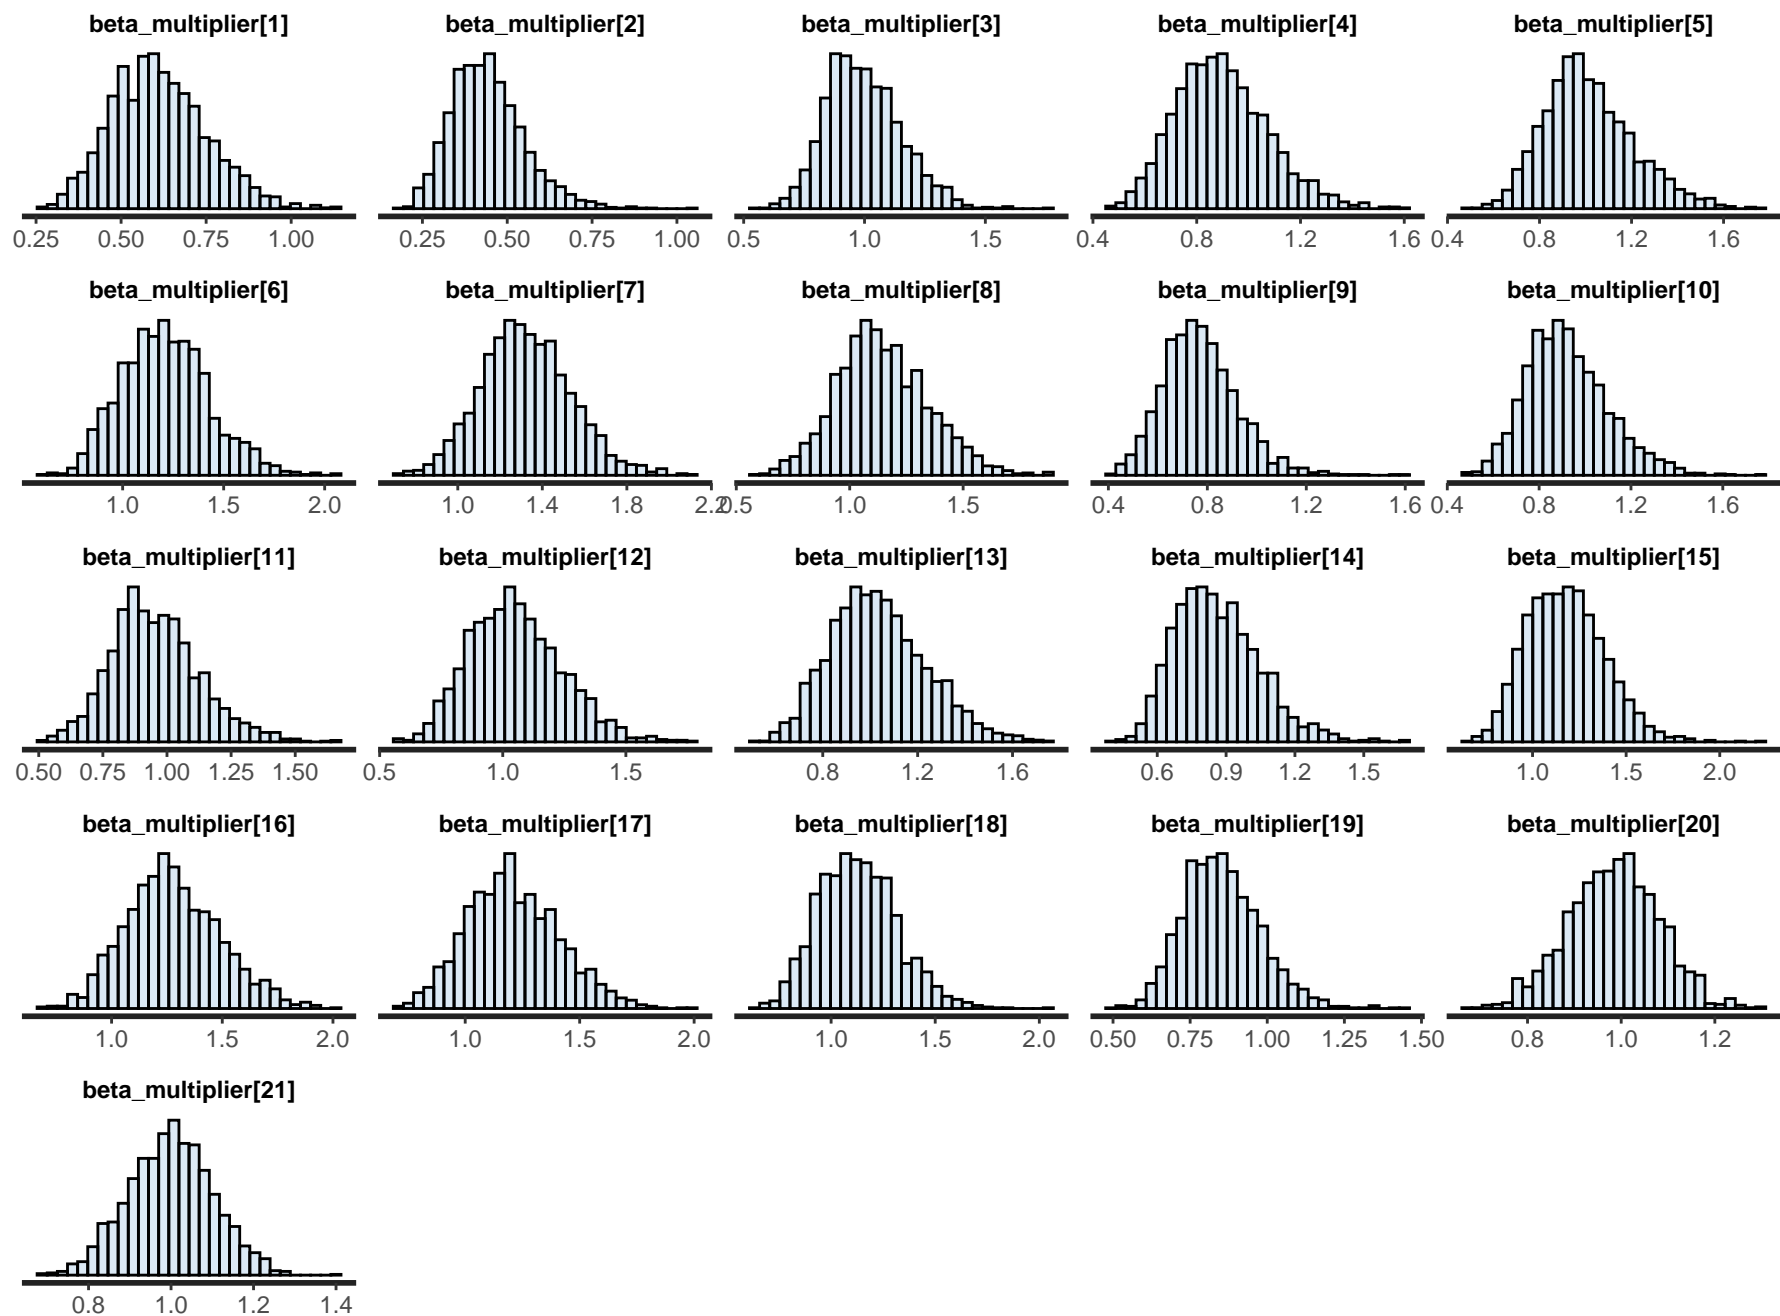 beta_multiplier[1] beta_multiplier[2] beta_multiplier[3] beta_multiplier[4] beta_multiplier[5]
0.25 0.50 0.75 1.00 0.25 0.50 0.75 1.00 0.5 1.0 1.5 0.4 0.8 1.2 1.6 0.4 0.8 1.2 1.6
beta_multiplier[6] beta_multiplier[7] beta_multiplier[8] beta_multiplier[9] beta_multiplier[10]
1.0 1.5 2.0 1.0 1.4 1.8 2.2 0.5 1.0 1.5 0.4 0.8 1.2 1.6 0.4 0.8 1.2 1.6
beta_multiplier[11] beta_multiplier[12] beta_multiplier[13] beta_multiplier[14] beta_multiplier[15]
0.50 0.75 1.00 1.25 1.50 0.5 1.0 1.5 0.8 1.2 1.6 0.6 0.9 1.2 1.5 1.0 1.5 2.0
beta_multiplier[16] beta_multiplier[17] beta_multiplier[18] beta_multiplier[19] beta_multiplier[20]
1.0 1.5 2.0 1.0 1.5 2.0 1.0 1.5 2.0 0.50 0.75 1.00 1.25 1.50 0.8 1.0 1.2
beta_multiplier[21]
0.8 1.0 1.2 1.4